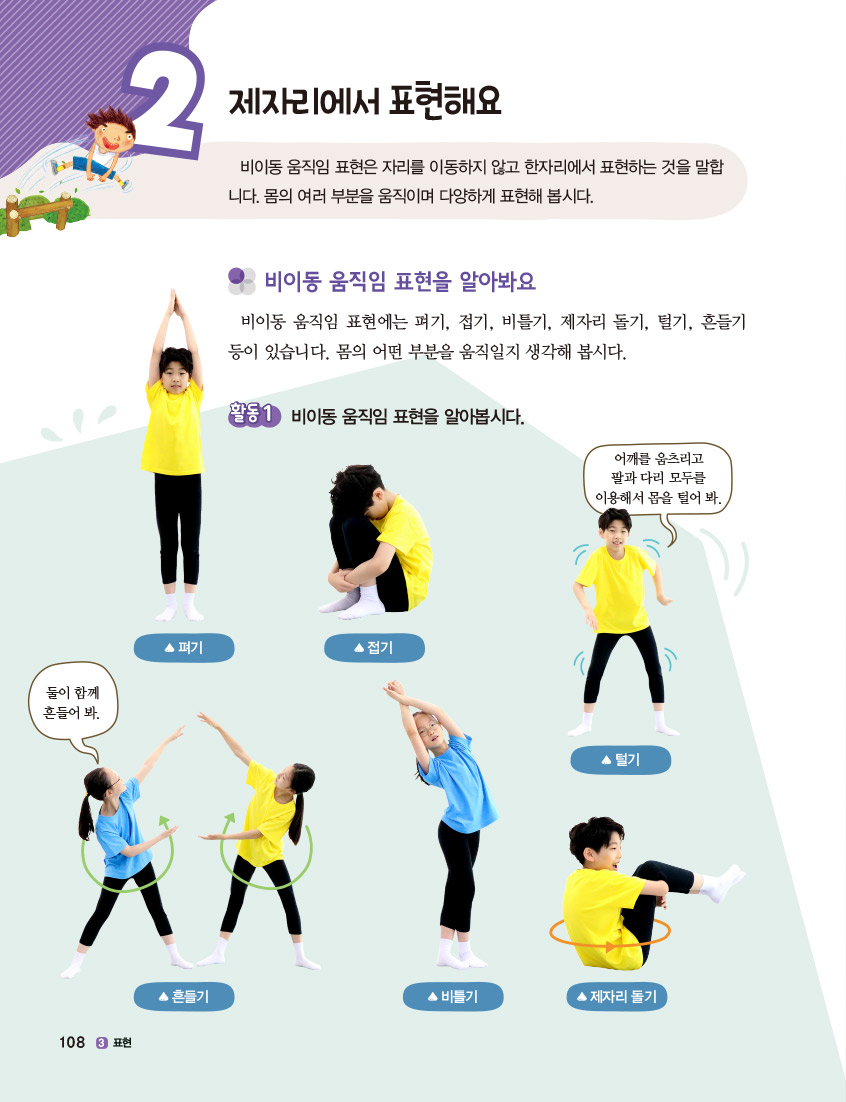 2
제자리에서 표현해요
비이동 움직임 표현은 자리를 이동하지 않고 한자리에서 표현하는 것을 말합
니다. 몸의 여러 부분을 움직이며 다양하게 표현해 봅시다.
비이동 움직임 표현을 알아봐요
비이동 움직임 표현에는 펴기, 접기, 비틀기, 제자리 돌기, 털기, 흔들기
등이 있습니다. 몸의 어떤 부분을 움직일지 생각해 봅시다.
활동1 비이동 움직임 표현을 알아봅시다.
어깨를 움츠리고
팔과 다리 모두를
이용해서 몸을 털어 봐.
▲ 펴기
▲ 접기
둘이 함께
흔들어 봐.
▲ 털기
▲ 흔들기
▲ 비틀기
▲ 제자리 돌기
108 3 표현